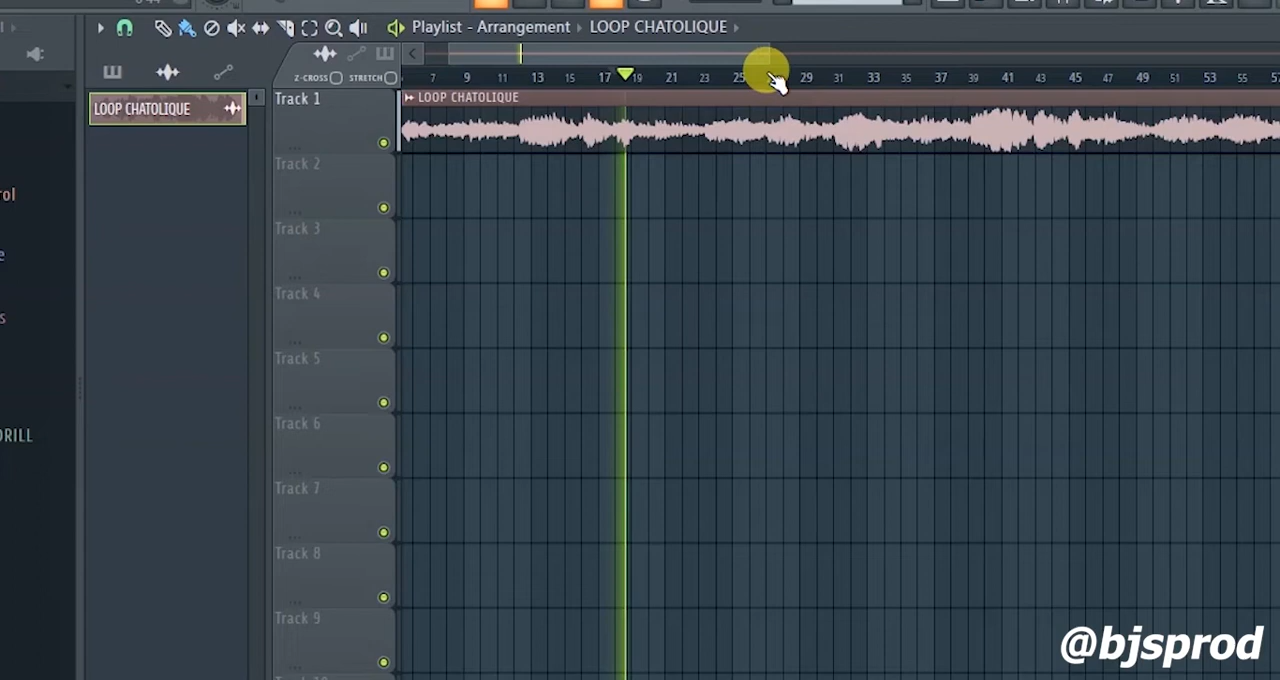 Playlist - Arrangement › LOOP CHATOLIQUE ›
Z-CROSS STRETCH
7 9 11 13 15 17 19 21 23 25 29 31 33 35 37 39 41 43 45 47 49 51 53 55
LOOP CHATOLIQUE
Track 1
LOOP CHATOLIQUE
Track 2
Track 3
Track 4
Track 5
Track 6
Track 7
Track 8
Track 9
rol
e
s
DRILL
@bjsprod